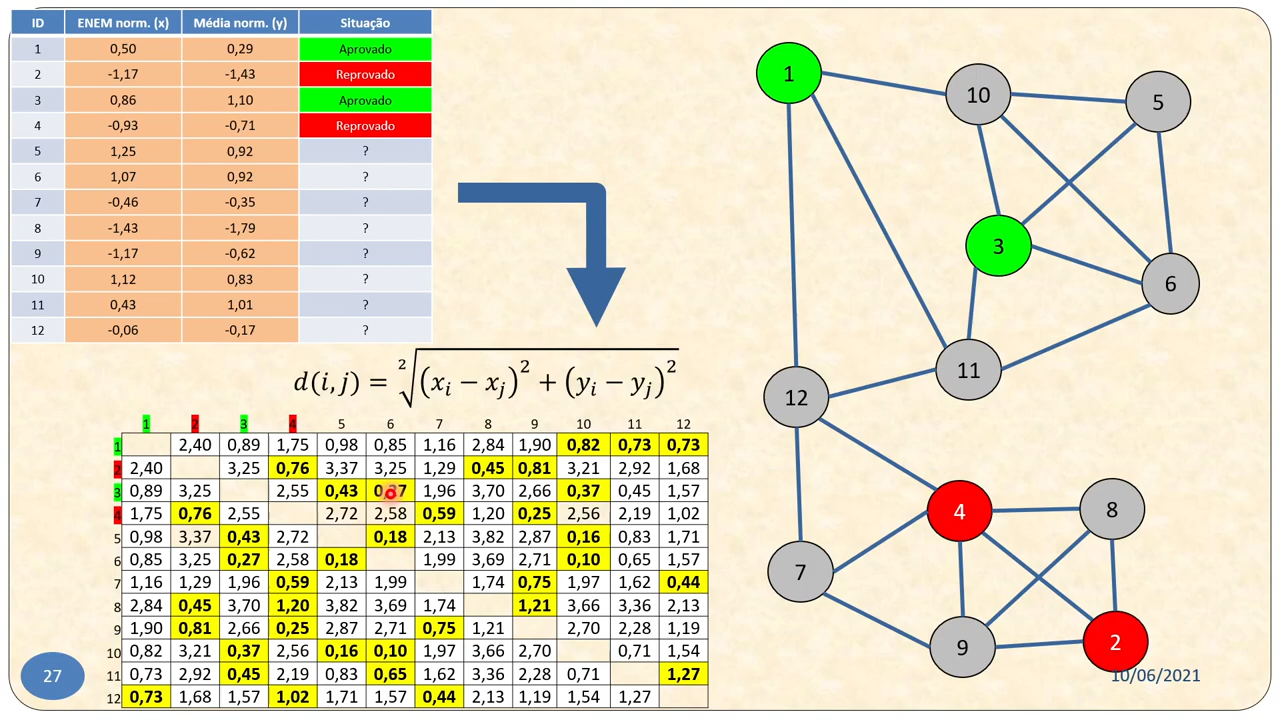 ID ENEM norm. (x) Média norm. (y) Situação
1 0,50 0,29 Aprovado
2 -1,17 -1,43 Reprovado
3 0,86 1,10 Aprovado
4 -0,93 -0,71 Reprovado
5 1,25 0,92 ?
6 1,07 0,92 ?
7 -0,46 -0,35 ?
8 -1,43 -1,79 ?
9 -1,17 -0,62 ?
10 1,12 0,83 ?
11 0,43 1,01 ?
12 -0,06 -0,17 ?
d(i, j) = ²√(xᵢ − xⱼ)² + (yᵢ − yⱼ)²
1 2 3 4 5 6 7 8 9 10 11 12
1 2,40 0,89 1,75 0,98 0,85 1,16 2,84 1,90 0,82 0,73 0,73
2 2,40 3,25 0,76 3,37 3,25 1,29 0,45 0,81 3,21 2,92 1,68
3 0,89 3,25 2,55 0,43 1,96 3,70 2,66 0,37 0,45 1,57
4 1,75 0,76 2,55 2,72 2,58 0,59 1,20 0,25 2,56 2,19 1,02
5 0,98 3,37 0,43 2,72 0,18 2,13 3,82 2,87 0,16 0,83 1,71
6 0,85 3,25 0,27 2,58 0,18 1,99 3,69 2,71 0,10 0,65 1,57
7 1,16 1,29 1,96 0,59 2,13 1,99 1,74 0,75 1,97 1,62 0,44
8 2,84 0,45 3,70 1,20 3,82 3,69 1,74 1,21 3,66 3,36 2,13
9 1,90 0,81 2,66 0,25 2,87 2,71 0,75 1,21 2,70 2,28 1,19
10 0,82 3,21 0,37 2,56 0,16 0,10 1,97 3,66 2,70 0,71 1,54
11 0,73 2,92 0,45 2,19 0,83 0,65 1,62 3,36 2,28 0,71 1,27
12 0,73 1,68 1,57 1,02 1,71 1,57 0,44 2,13 1,19 1,54 1,27
1
10
5
3
6
11
12
4
8
7
9
2
27
10/06/2021